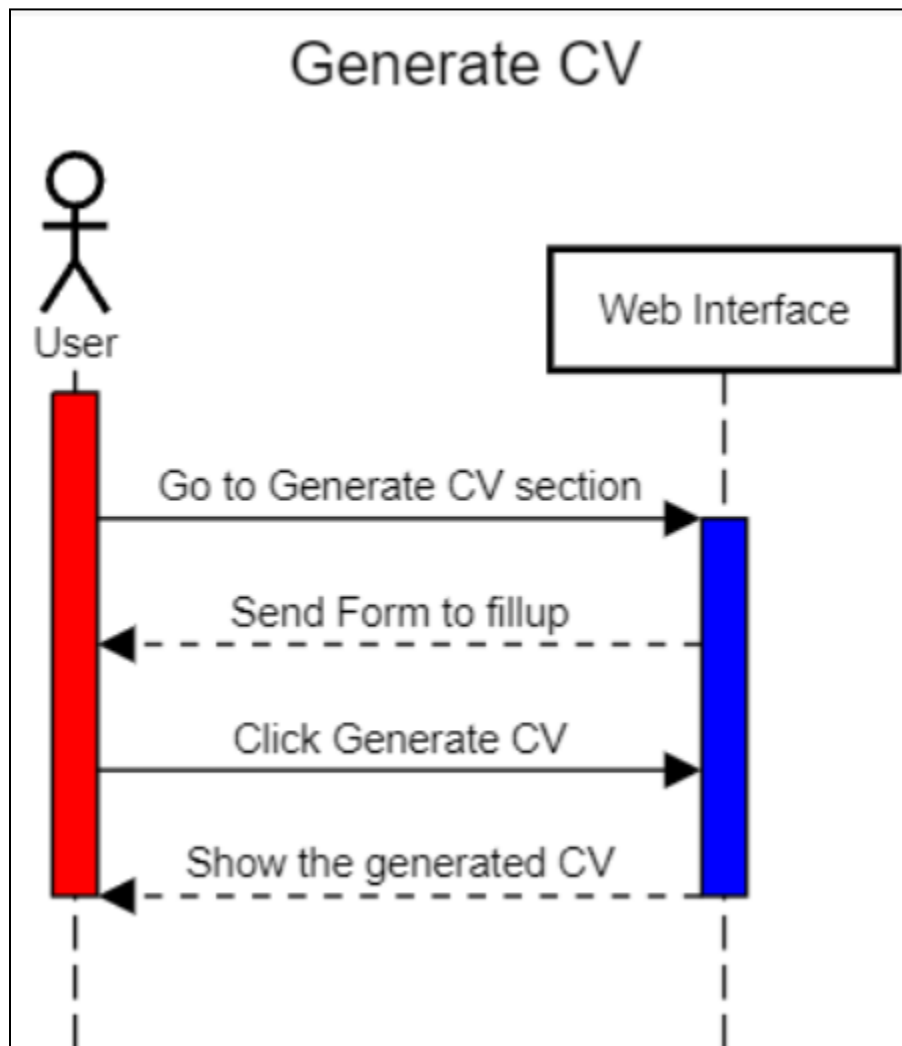 Generate CV
User
Web Interface
Go to Generate CV section
Send Form to fillup
Click Generate CV
Show the generated CV